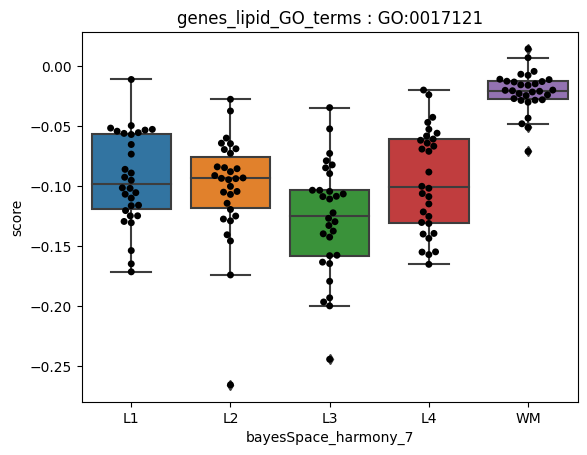 genes_lipid_GO_terms : GO:0017121
0.00
−0.05
−0.10
−0.15
−0.20
−0.25
score
L1 L2 L3 L4 WM
bayesSpace_harmony_7